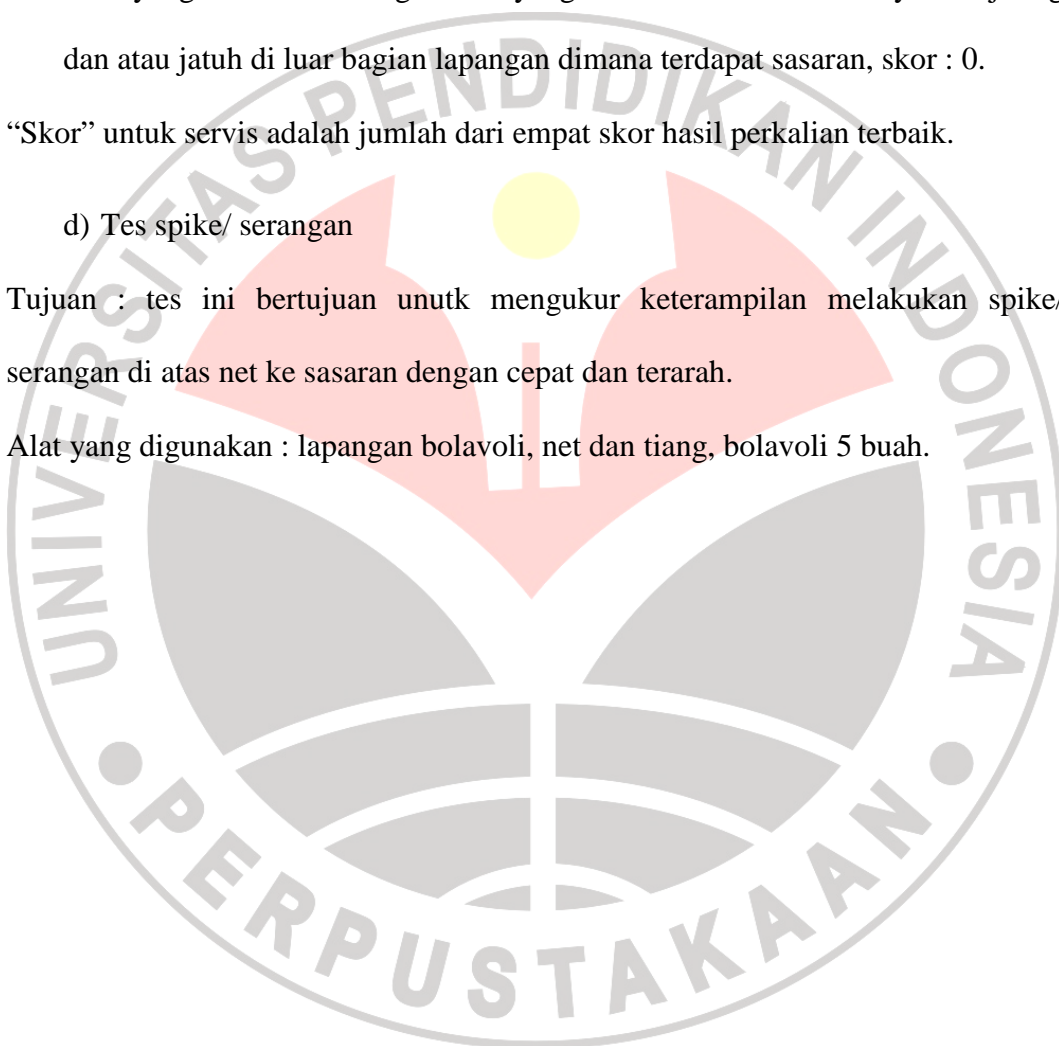 dan atau jatuh di luar bagian lapangan dimana terdapat sasaran, skor : 0.
“Skor” untuk servis adalah jumlah dari empat skor hasil perkalian terbaik.
d) Tes spike/ serangan
Tujuan : tes ini bertujuan unutk mengukur keterampilan melakukan spike/
serangan di atas net ke sasaran dengan cepat dan terarah.
Alat yang digunakan : lapangan bolavoli, net dan tiang, bolavoli 5 buah.
UNIVERSITAS PENDIDIKAN INDONESIA
PERPUSTAKAAN